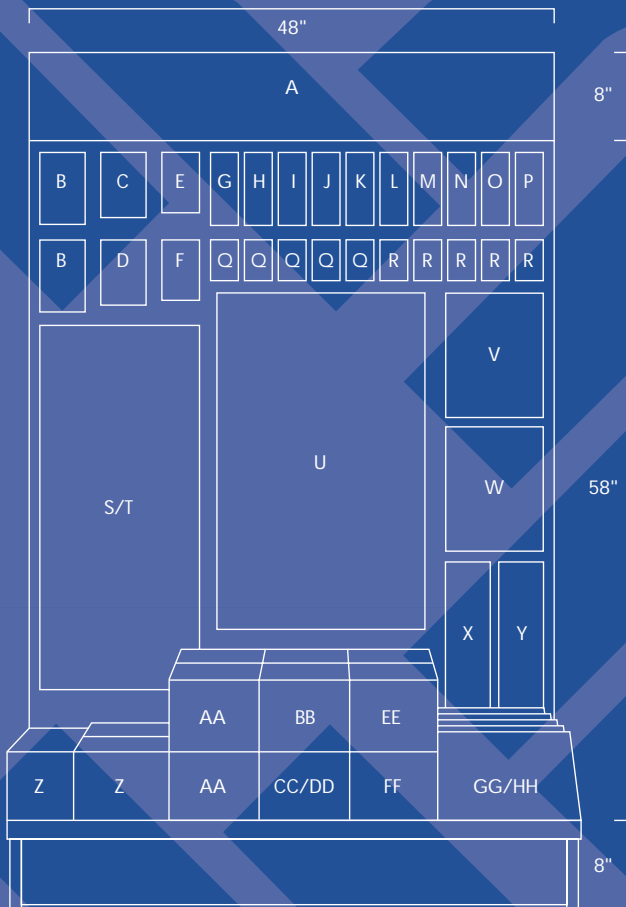 48"
A
8"
B C E G H I J K L M N O P
B D F Q Q Q Q Q R R R R R
V
U
W
58"
S/T
X Y
AA BB EE
Z Z AA CC/DD FF GG/HH
8"